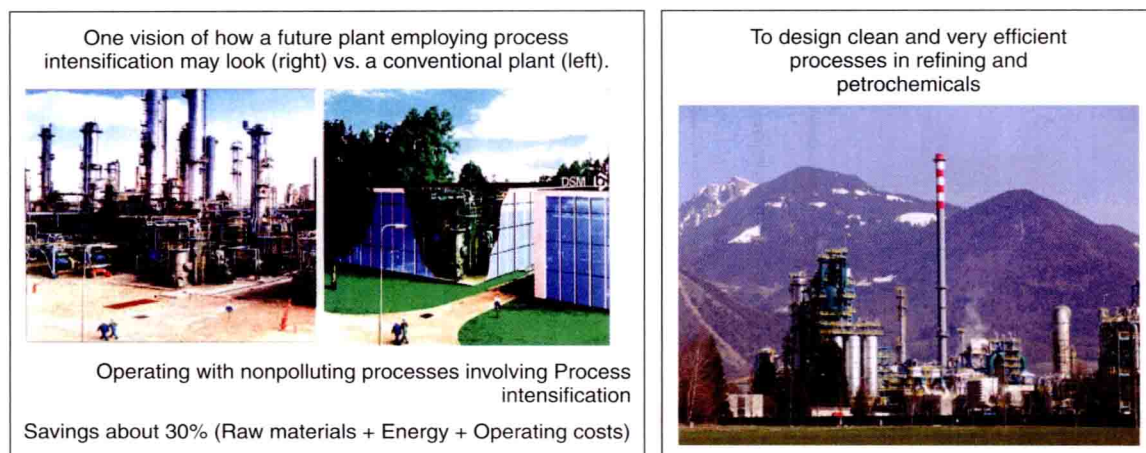 One vision of how a future plant employing process
intensification may look (right) vs. a conventional plant (left).
DSM
Operating with nonpolluting processes involving Process
intensification
Savings about 30% (Raw materials + Energy + Operating costs)
To design clean and very efficient
processes in refining and
petrochemicals